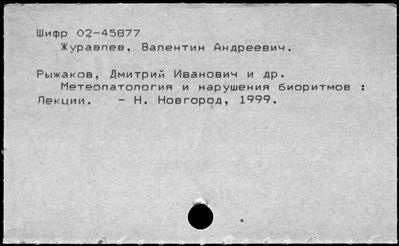 Шифр 02-45877
Журавлев, Валентин Андреевич.
Рыжаков, Дмитрий Иванович и др.
Метеопатология и нарушения биоритмов :
Лекции. - Н. Новгород, 1999.